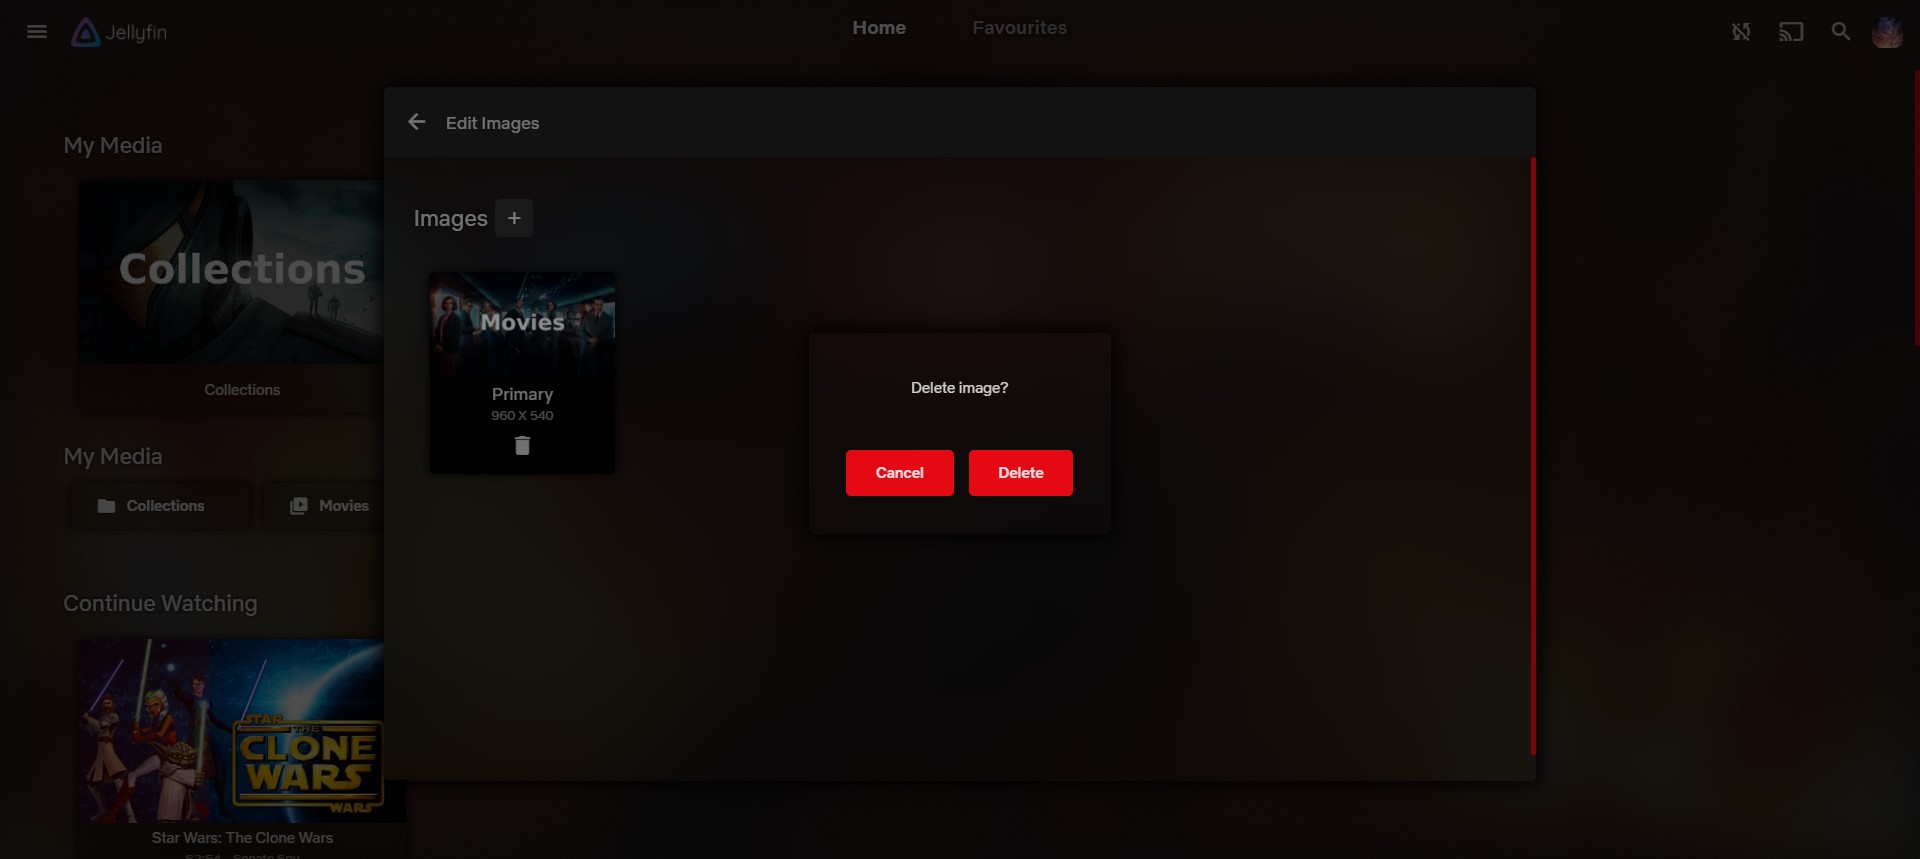 Jellyfin
Home
Favourites
Edit Images
My Media
Images
Collections
Movies
Delete image?
Collections
Primary
960 X 540
My Media
Cancel
Delete
Collections
Movies
Continue Watching
STAR
THE
CLONE
WARS
WARS
Star Wars: The Clone Wars